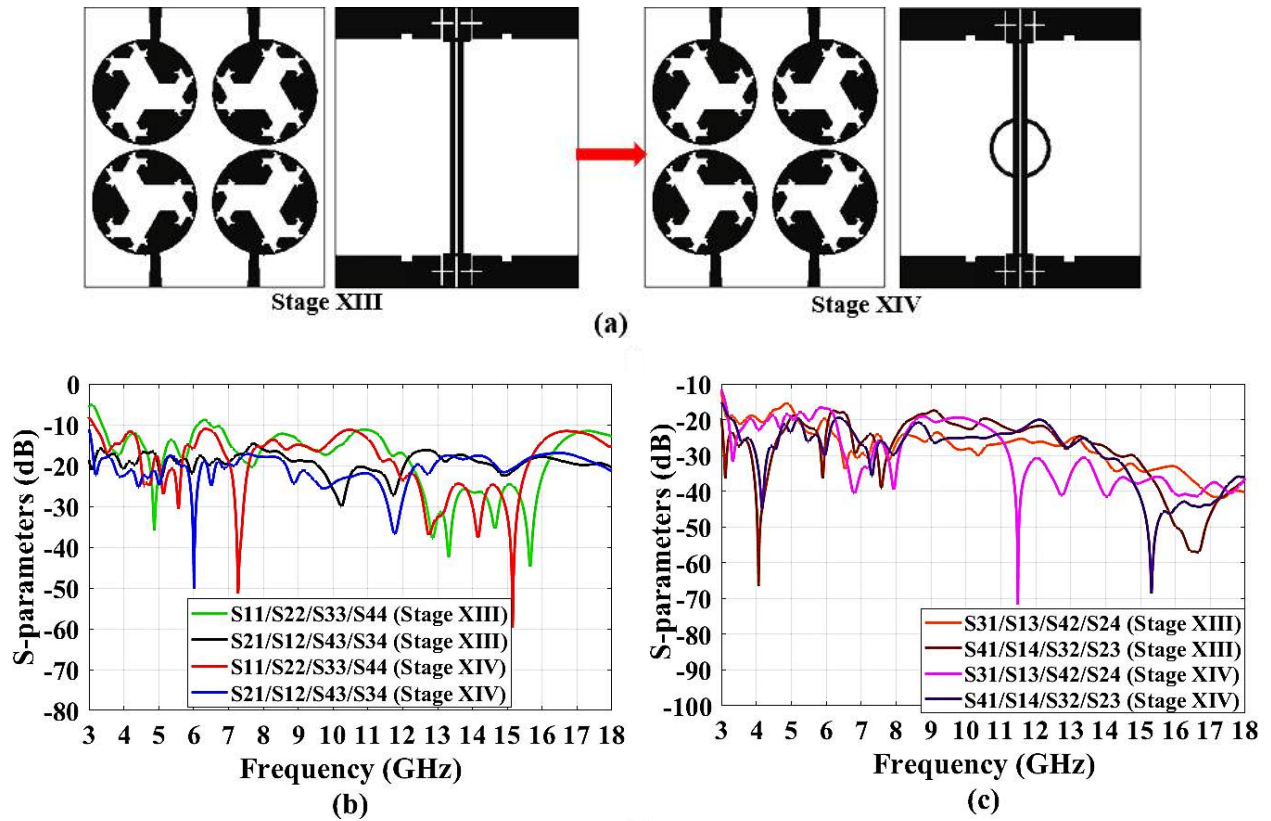 Stage XIII
Stage XIV
(a)
0
-10
-20
-30
-40
-50
-60
-70
-80
S-parameters (dB)
S11/S22/S33/S44 (Stage XIII)
S21/S12/S43/S34 (Stage XIII)
S11/S22/S33/S44 (Stage XIV)
S21/S12/S43/S34 (Stage XIV)
3 4 5 6 7 8 9 10 11 12 13 14 15 16 17 18
Frequency (GHz)
(b)
-10
-20
-30
-40
-50
-60
-70
-80
-90
-100
S-parameters (dB)
S31/S13/S42/S24 (Stage XIII)
S41/S14/S32/S23 (Stage XIII)
S31/S13/S42/S24 (Stage XIV)
S41/S14/S32/S23 (Stage XIV)
3 4 5 6 7 8 9 10 11 12 13 14 15 16 17 18
Frequency (GHz)
(c)